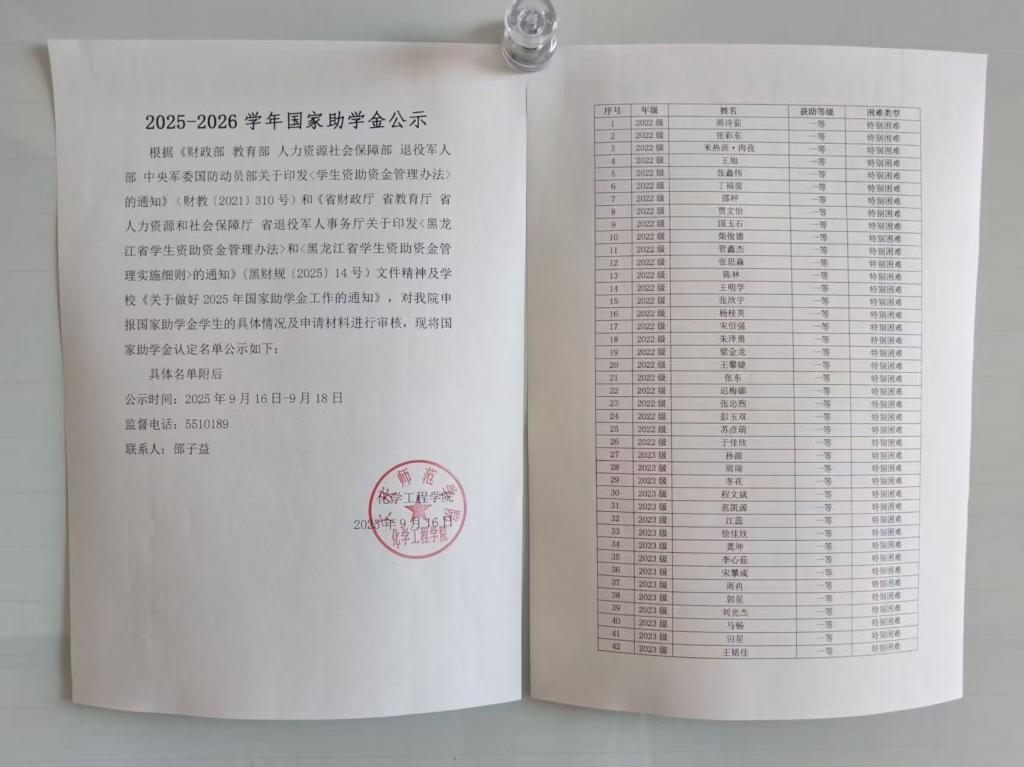 2025-2026 学年国家助学金公示
根据《财政部 教育部 人力资源社会保障部 退役军人
部 中央军委国防动员部关于印发<学生资助资金管理办法>
的通知》（财教〔2021〕310 号）和《省财政厅 省教育厅 省
人力资源和社会保障厅 省退役军人事务厅关于印发<黑龙
江省学生资助资金管理办法>和<黑龙江省学生资助资金管
理实施细则>的通知》（黑财规〔2025〕14 号）文件精神及学
校《关于做好 2025 年国家助学金工作的通知》，对我院申
报国家助学金学生的具体情况及申请材料进行审核，现将国
家助学金认定名单公示如下：
具体名单附后
公示时间：2025 年 9 月 16 日-9 月 18 日
监督电话：5510189
联系人：邵子益
化学工程学院
2025 年 9 月 16 日
师范学院
化学工程学院
序号 年级 姓名 获助等级 困难类型
1 2022 级 周诗茹 一等 特别困难
2 2022 级 张彩东 一等 特别困难
3 2022 级 米热班·肉孜 一等 特别困难
4 2022 级 王旭 一等 特别困难
5 2022 级 张鑫伟 一等 特别困难
6 2022 级 丁福茵 一等 特别困难
7 2022 级 邵秤 一等 特别困难
8 2022 级 贾文怡 一等 特别困难
9 2022 级 国玉石 一等 特别困难
10 2022 级 柴俊德 一等 特别困难
11 2022 级 贺鑫杰 一等 特别困难
12 2022 级 张思淼 一等 特别困难
13 2022 级 陈林 一等 特别困难
14 2022 级 王明学 一等 特别困难
15 2022 级 张欣宇 一等 特别困难
16 2022 级 杨桂英 一等 特别困难
17 2022 级 宋佰强 一等 特别困难
18 2022 级 朱泽勇 一等 特别困难
19 2022 级 梁金龙 一等 特别困难
20 2022 级 王馨婕 一等 特别困难
21 2022 级 张东 一等 特别困难
22 2022 级 迟梅娜 一等 特别困难
23 2022 级 张忠煦 一等 特别困难
24 2022 级 彭玉双 一等 特别困难
25 2022 级 苏彦萌 一等 特别困难
26 2022 级 于佳欣 一等 特别困难
27 2023 级 孙源 一等 特别困难
28 2023 级 周瑞 一等 特别困难
29 2023 级 冬花 一等 特别困难
30 2023 级 程文斌 一等 特别困难
31 2023 级 范凯源 一等 特别困难
32 2023 级 江蕊 一等 特别困难
33 2023 级 徐佳欣 一等 特别困难
34 2023 级 龚坤 一等 特别困难
35 2023 级 李心茹 一等 特别困难
36 2023 级 宋攀成 一等 特别困难
37 2023 级 周冉 一等 特别困难
38 2023 级 郭星 一等 特别困难
39 2023 级 刘光杰 一等 特别困难
40 2023 级 马畅 一等 特别困难
41 2023 级 田星 一等 特别困难
42 2023 级 王铭佳 一等 特别困难